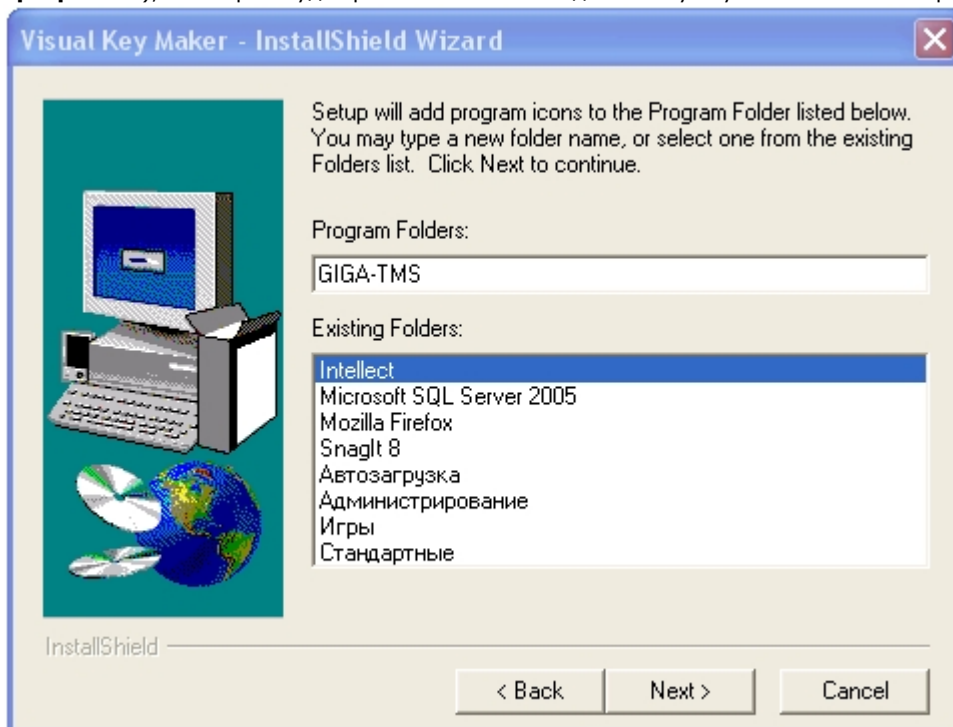 Visual Key Maker - InstallShield Wizard
Setup will add program icons to the Program Folder listed below.
You may type a new folder name, or select one from the existing
Folders list. Click Next to continue.
Program Folders:
GIGA-TMS
Existing Folders:
Intellect
Microsoft SQL Server 2005
Mozilla Firefox
SnagIt 8
Автозагрузка
Администрирование
Игры
Стандартные
InstallShield
< Back
Next >
Cancel